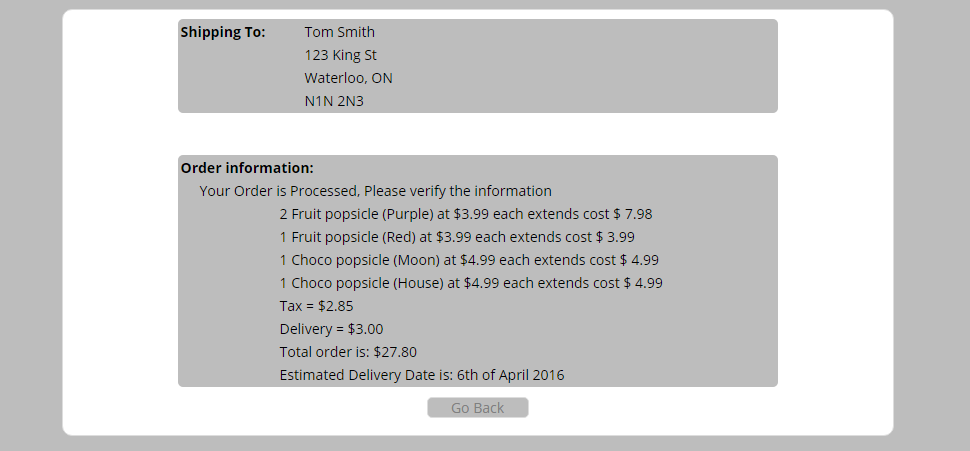 Shipping To: Tom Smith
123 King St
Waterloo, ON
N1N 2N3
Order information:
Your Order is Processed, Please verify the information
2 Fruit popsicle (Purple) at $3.99 each extends cost $ 7.98
1 Fruit popsicle (Red) at $3.99 each extends cost $ 3.99
1 Choco popsicle (Moon) at $4.99 each extends cost $ 4.99
1 Choco popsicle (House) at $4.99 each extends cost $ 4.99
Tax = $2.85
Delivery = $3.00
Total order is: $27.80
Estimated Delivery Date is: 6th of April 2016
Go Back